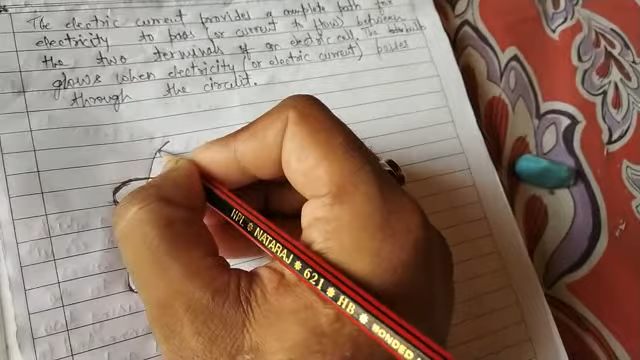 The electric current provides a complete path for
electricity to pass (or current to flow) between
the two terminals of an electric cell. The bulb
glows when electricity (or electric current) passes
through the circuit.
HPL NATARAJ 621 HB BONDED